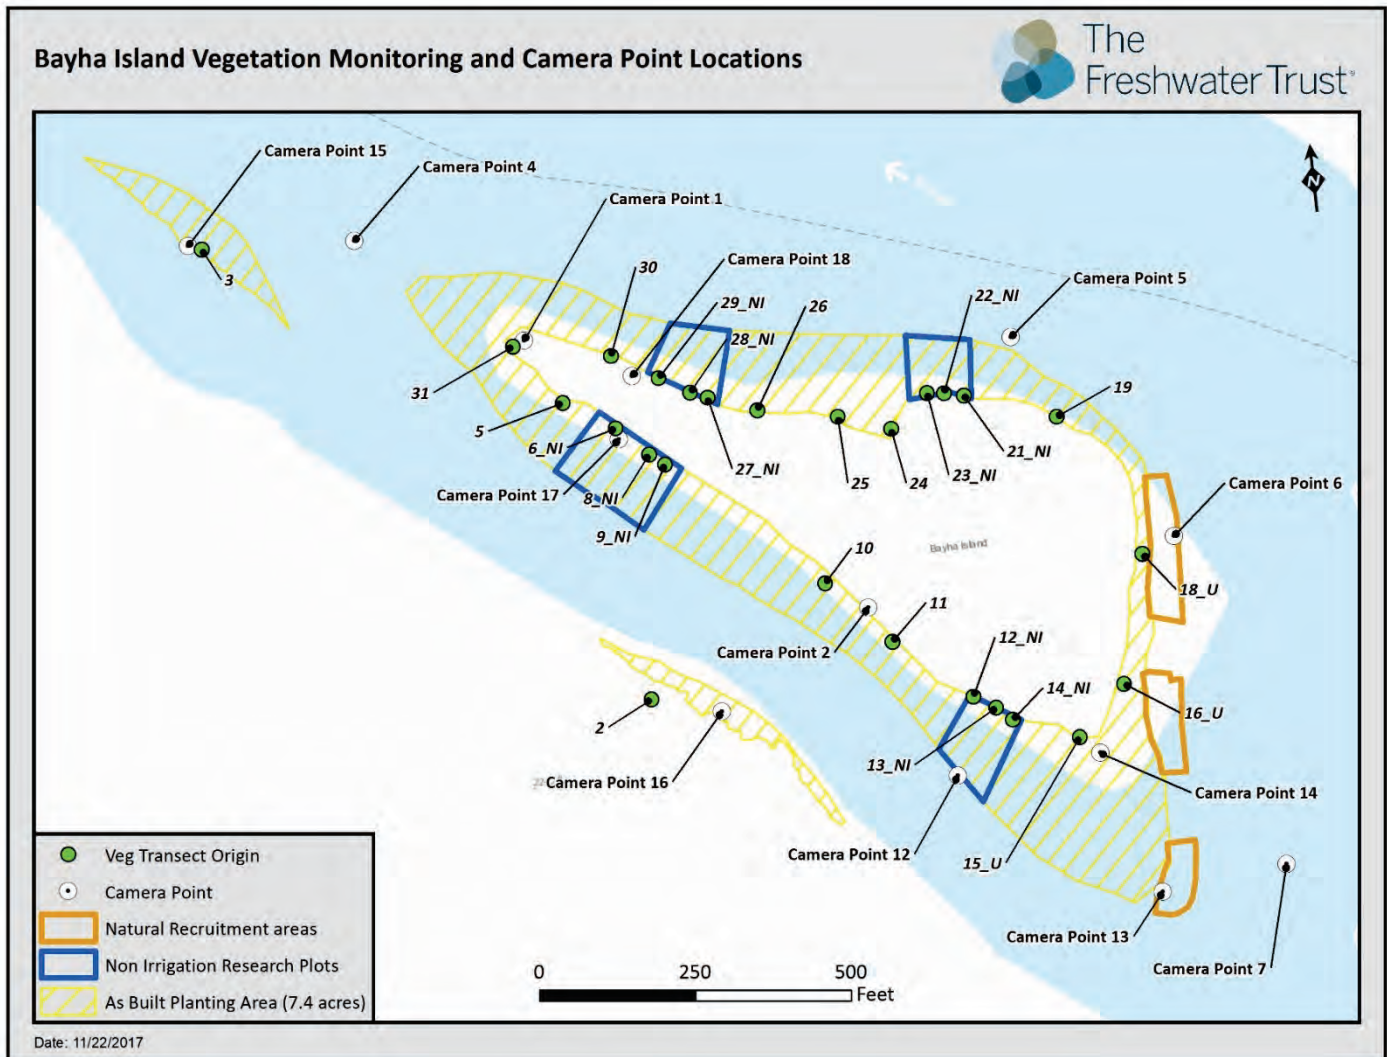 Bayha Island Vegetation Monitoring and Camera Point Locations
The
Freshwater Trust
Camera Point 15
Camera Point 4
Camera Point 1
N
30
Camera Point 18
3
29_NI
26
22_NI
Camera Point 5
28_NI
31
19
5
6_NI
27_NI
25
24
23_NI
21_NI
Camera Point 17
8_NI
Camera Point 6
9_NI
10
Bayha Island
18_U
11
12_NI
Camera Point 2
14_NI
2
16_U
13_NI
Camera Point 16
Camera Point 14
Camera Point 12
15_U
Camera Point 13
Camera Point 7
Veg Transect Origin
Camera Point
Natural Recruitment areas
Non Irrigation Research Plots
As Built Planting Area (7.4 acres)
0 250 500
Feet
Date: 11/22/2017